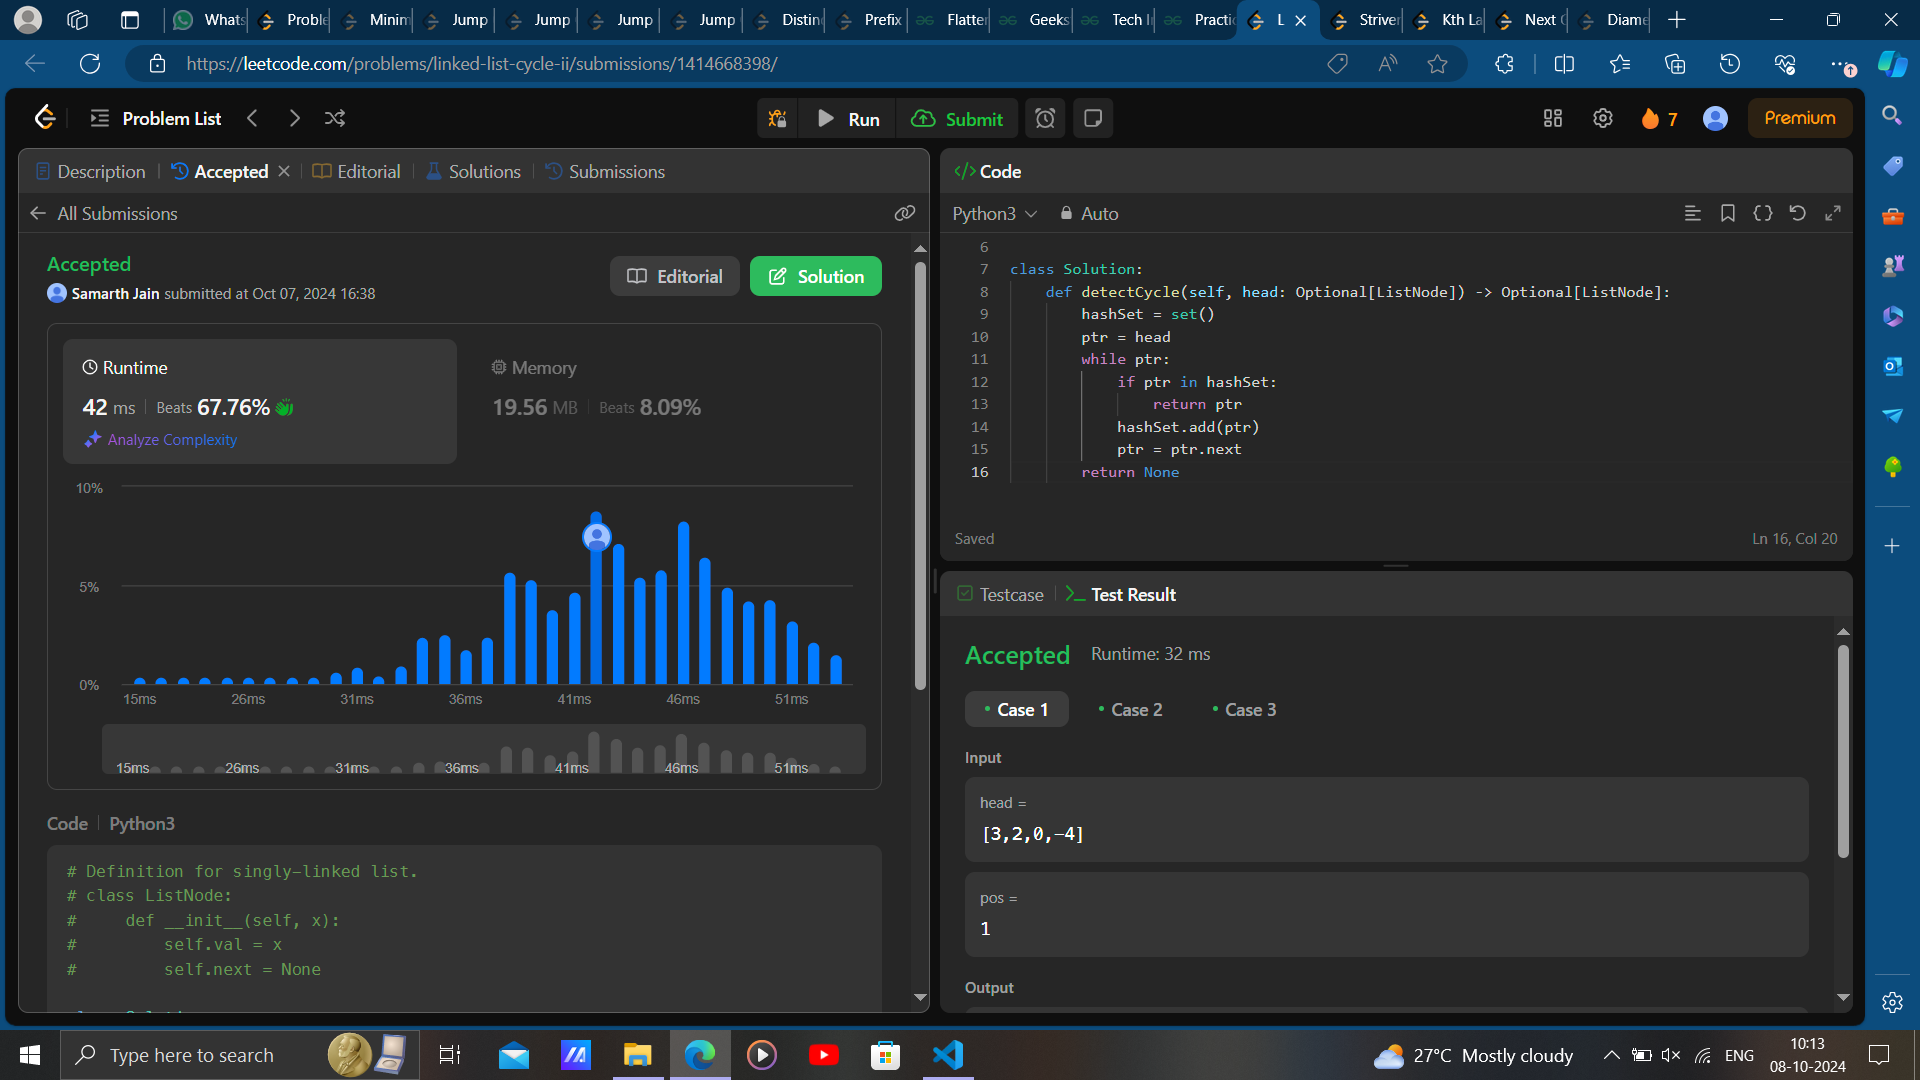 Whats
Proble
Minim
Jump
Jump
Jump
Jump
Distin
Prefix
Flatter
Geeks
Tech I
Practic
L
Striver
Kth La
Next
Diame
https://leetcode.com/problems/linked-list-cycle-ii/submissions/1414668398/
Problem List
Run
Submit
7
Premium
Description
Accepted
Editorial
Solutions
Submissions
All Submissions
Accepted
Samarth Jain submitted at Oct 07, 2024 16:38
Editorial
Solution
Runtime
42 ms
Beats 67.76%
Analyze Complexity
Memory
19.56 MB
Beats 8.09%
10%
5%
0%
15ms 26ms 31ms 36ms 41ms 46ms 51ms
15ms 26ms 31ms 36ms 41ms 46ms 51ms
Code
Python3
# Definition for singly-linked list.
# class ListNode:
#     def __init__(self, x):
#         self.val = x
#         self.next = None
</> Code
Python3
Auto
6
7 class Solution:
8     def detectCycle(self, head: Optional[ListNode]) -> Optional[ListNode]:
9         hashSet = set()
10         ptr = head
11         while ptr:
12             if ptr in hashSet:
13                 return ptr
14             hashSet.add(ptr)
15             ptr = ptr.next
16         return None
Saved
Ln 16, Col 20
Testcase
Test Result
Accepted
Runtime: 32 ms
Case 1
Case 2
Case 3
Input
head =
[3,2,0,-4]
pos =
1
Output
Type here to search
27°C Mostly cloudy
ENG
10:13
08-10-2024